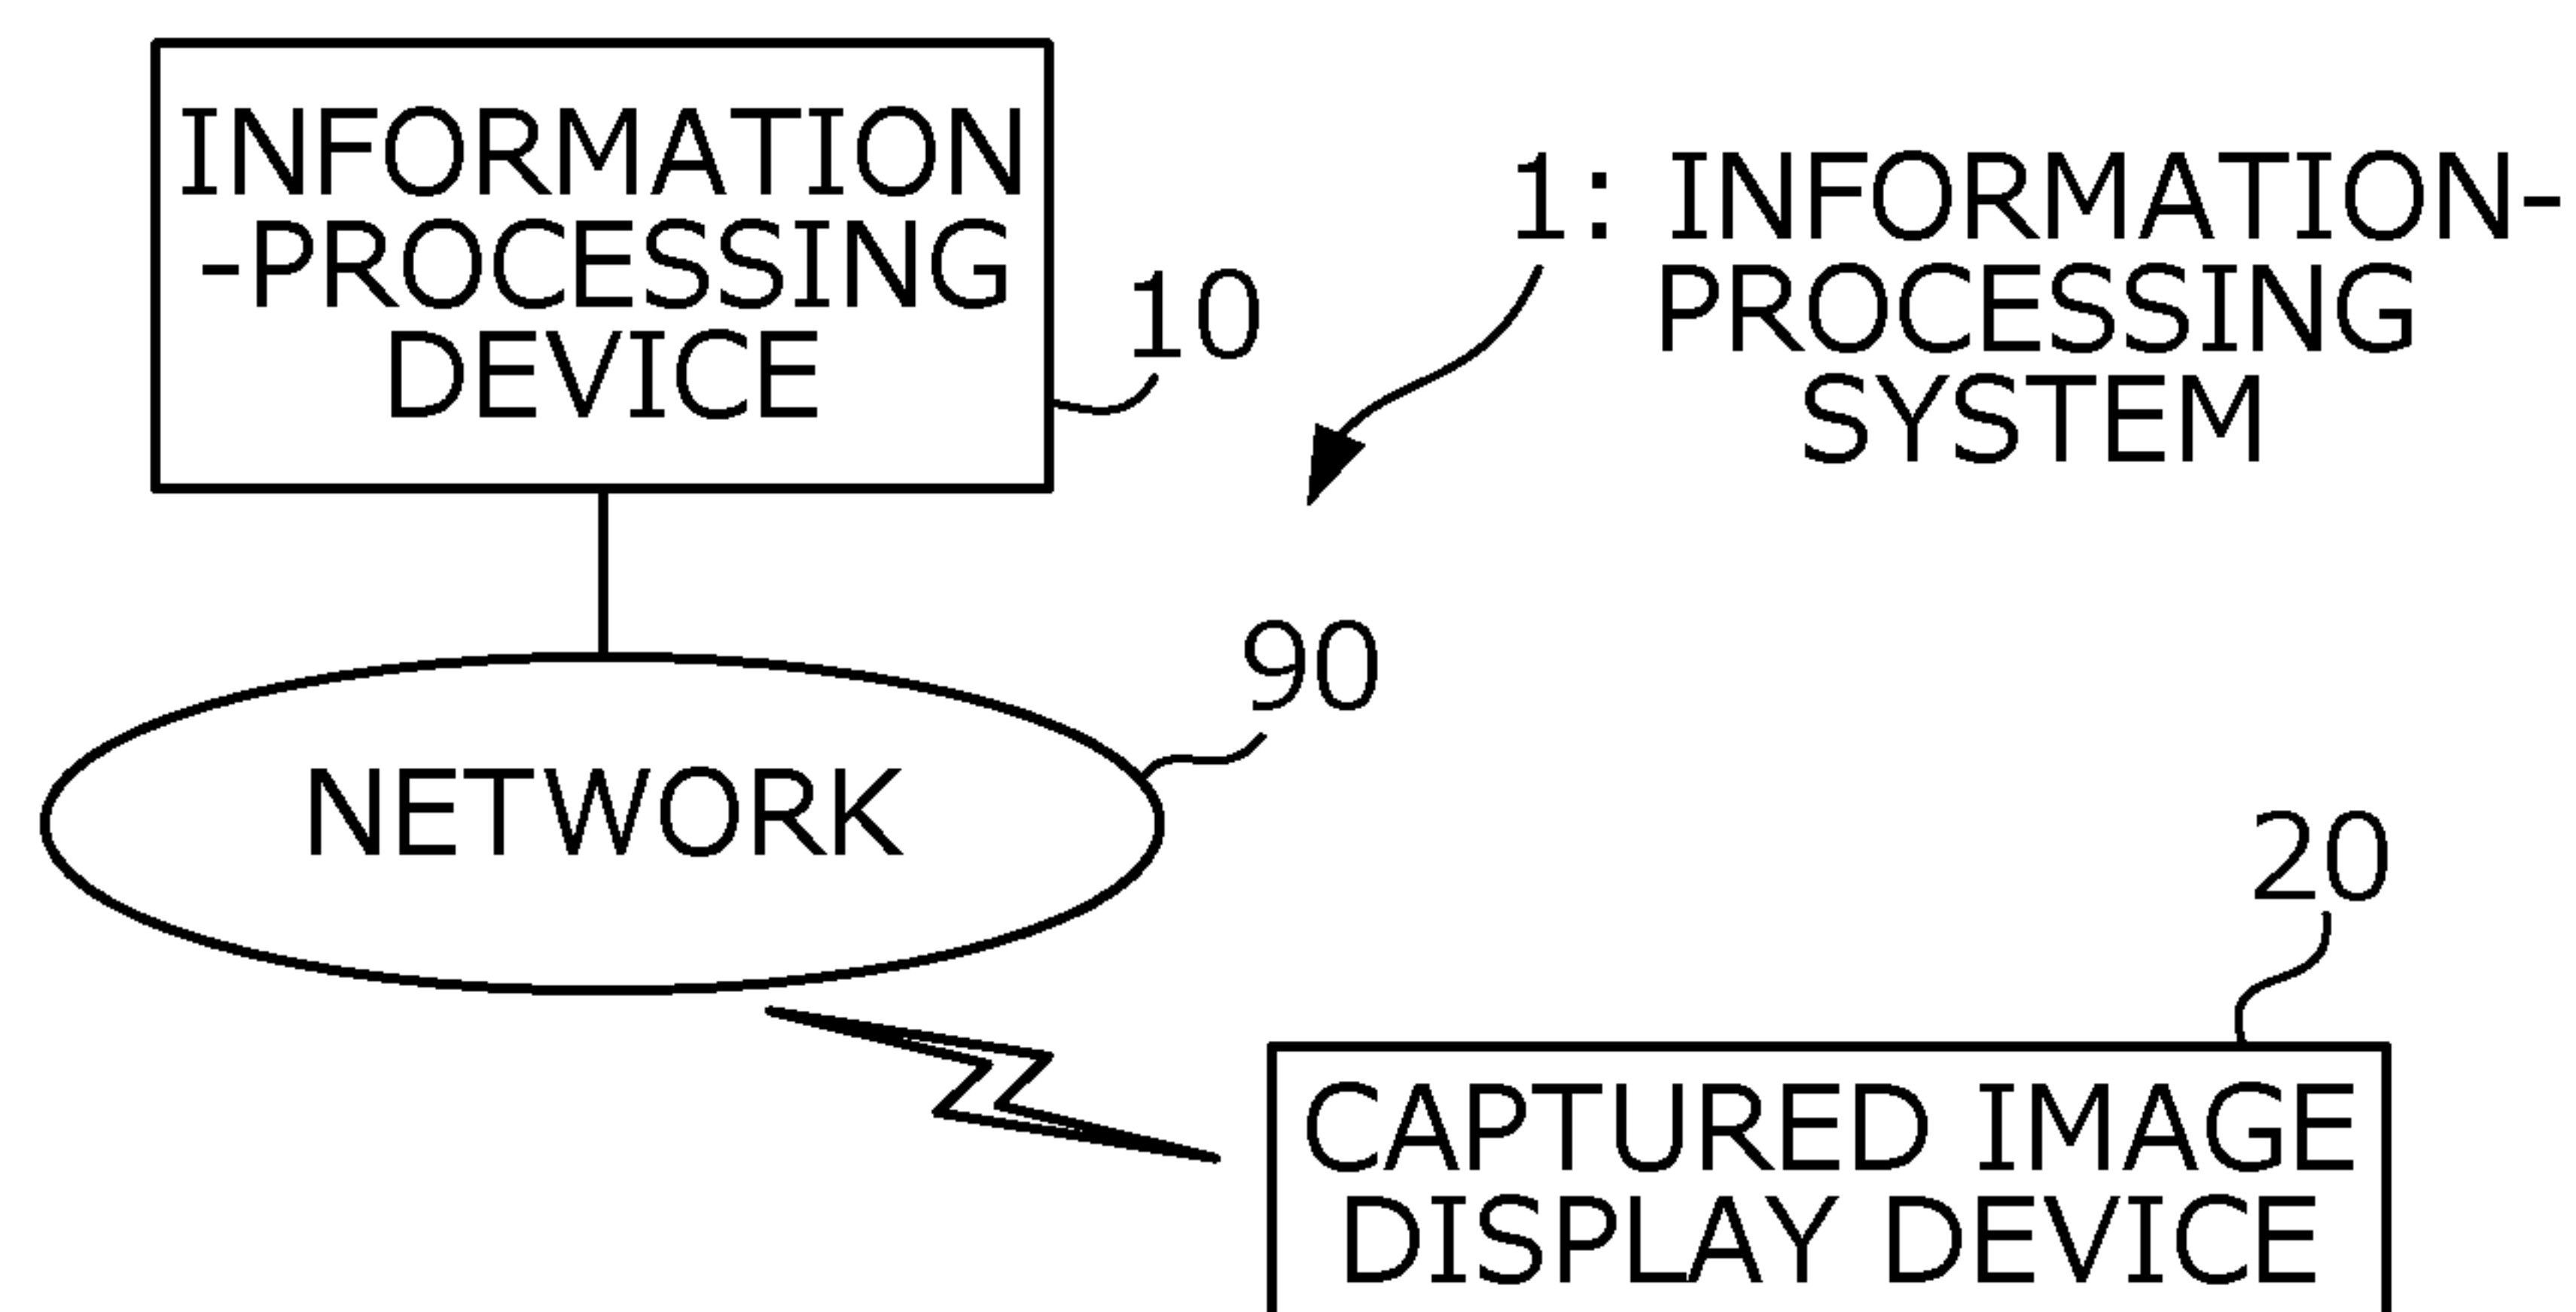 INFORMATION
-PROCESSING
DEVICE
10
1: INFORMATION-
PROCESSING
SYSTEM
90
NETWORK
20
CAPTURED IMAGE
DISPLAY DEVICE